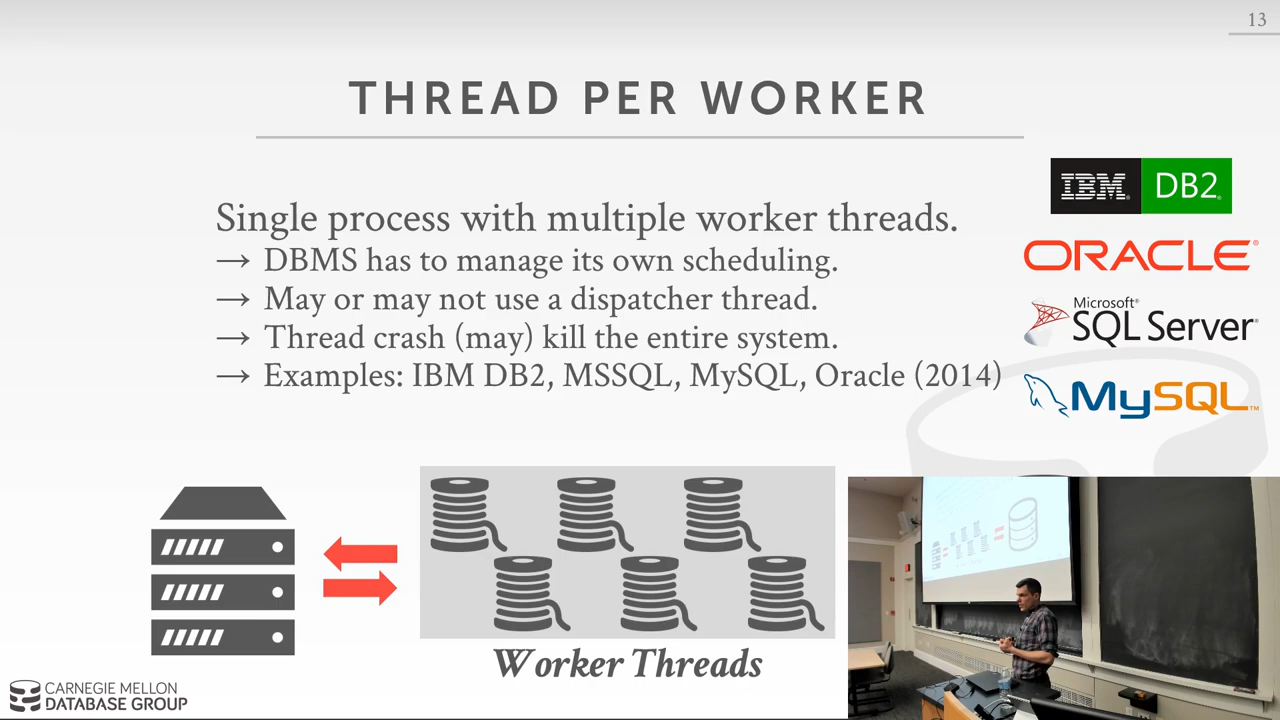 13
THREAD PER WORKER
Single process with multiple worker threads.
→ DBMS has to manage its own scheduling.
→ May or may not use a dispatcher thread.
→ Thread crash (may) kill the entire system.
→ Examples: IBM DB2, MSSQL, MySQL, Oracle (2014)
IBM® DB2®
ORACLE®
Microsoft®
SQL Server®
MySQL™
Worker Threads
CARNEGIE MELLON
DATABASE GROUP